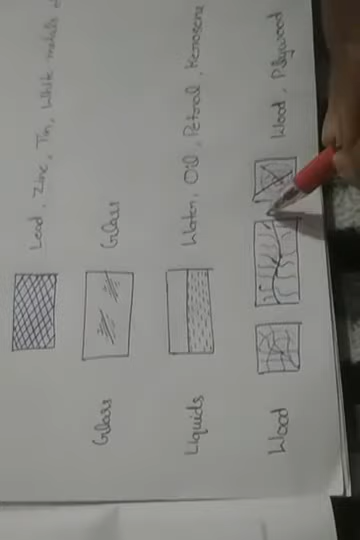 Lead, Zinc, Tin, White metals
Glass Glass
Liquids Water, Oil, Petrol, Kerosene
Wood Wood, Plywood